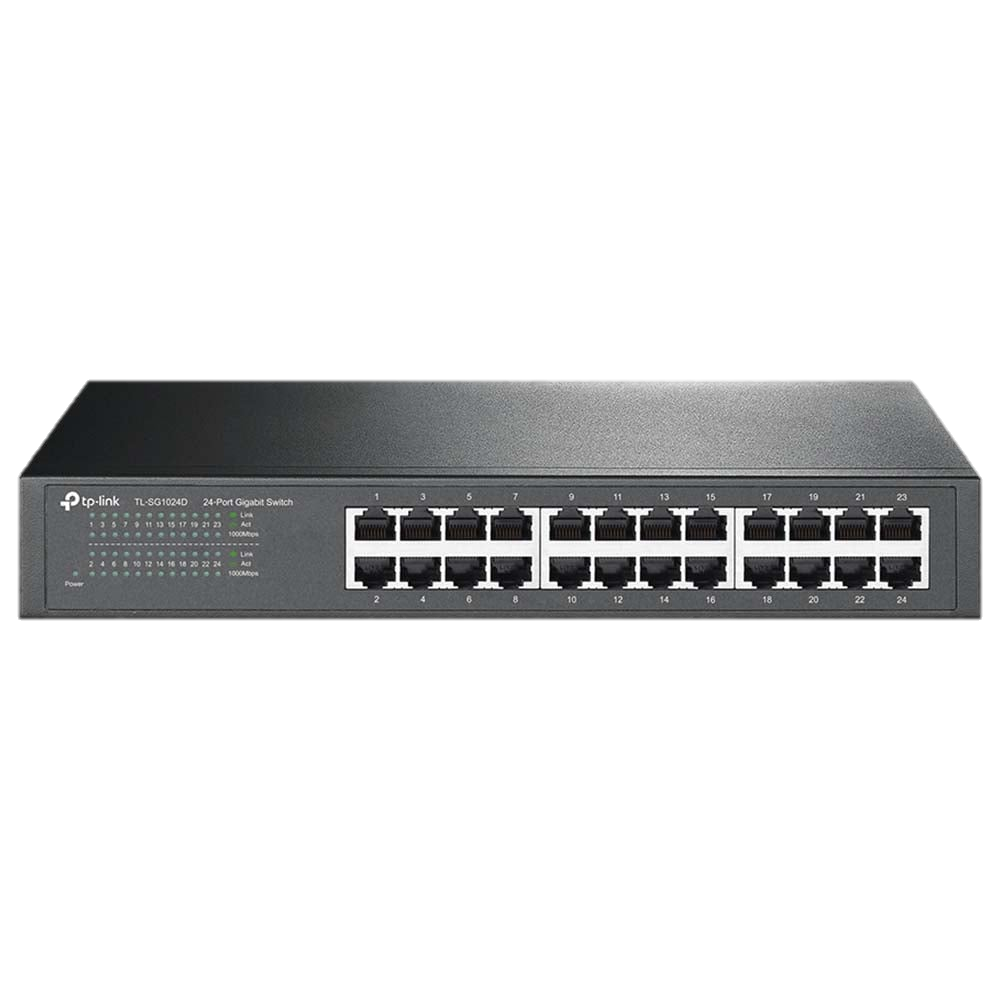 tp-link TL-SG1024D 24-Port Gigabit Switch
Link
1 3 5 7 9 11 13 15 17 19 21 23 Act
1000Mbps
Link
2 4 6 8 10 12 14 16 18 20 22 24 Act
1000Mbps
Power
1 3 5 7 9 11 13 15 17 19 21 23
2 4 6 8 10 12 14 16 18 20 22 24